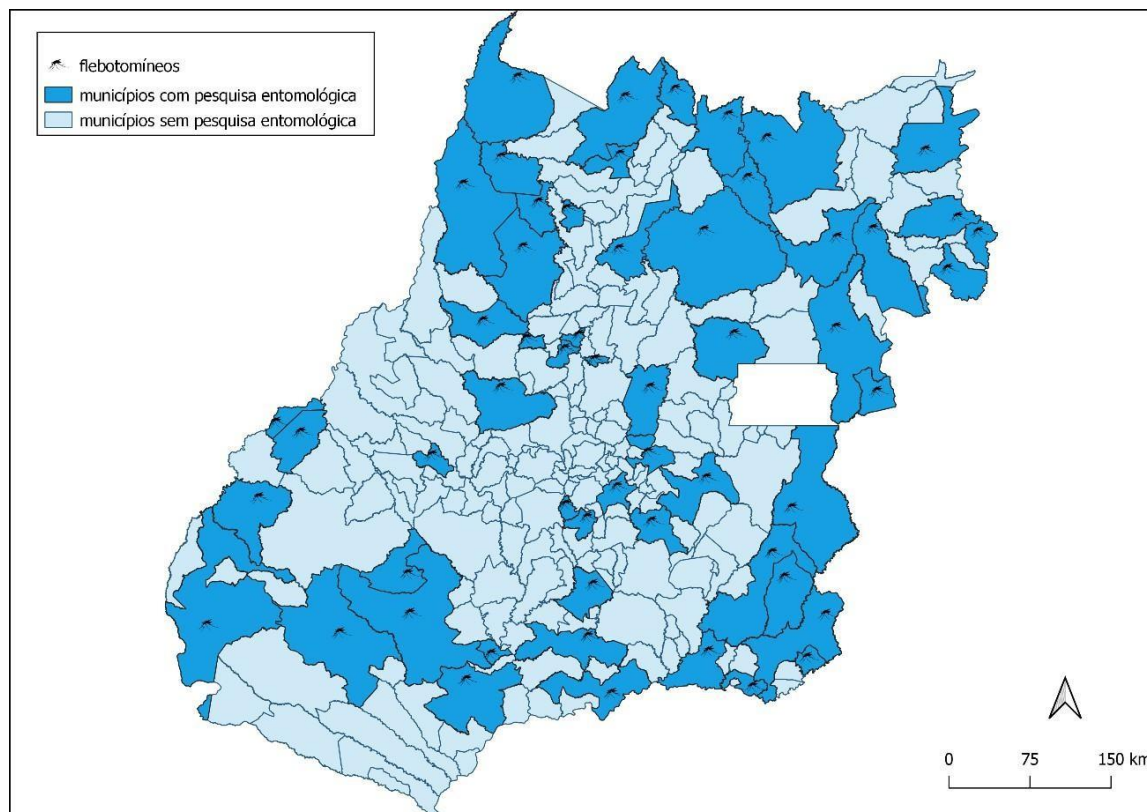 flebotomíneos
municípios com pesquisa entomológica
municípios sem pesquisa entomológica
0 75 150 km